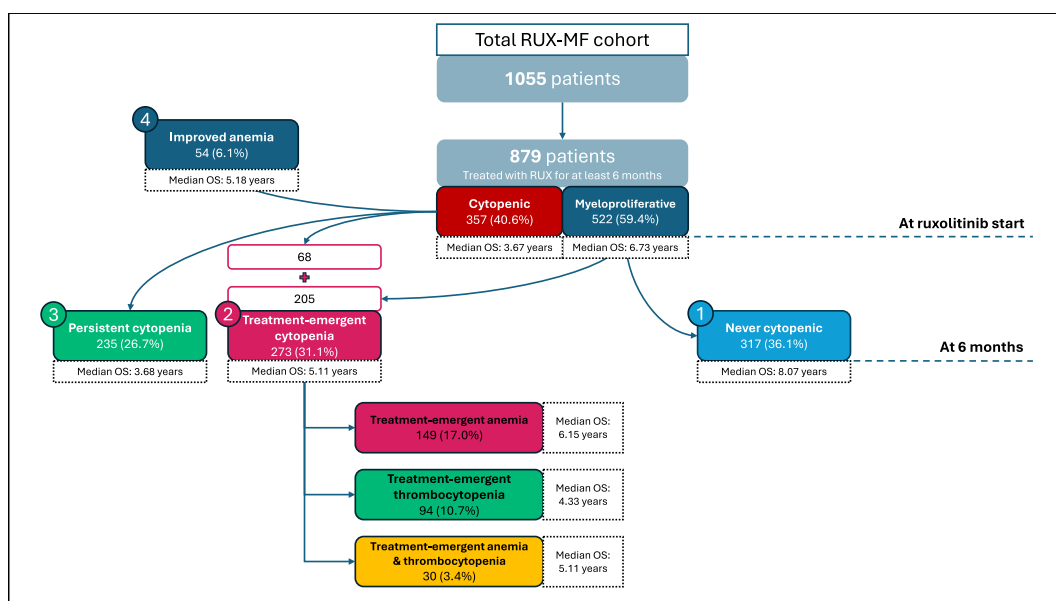 Total RUX-MF cohort
1055 patients
4
Improved anemia
54 (6.1%)
Median OS: 5.18 years
879 patients
Treated with RUX for at least 6 months
Cytopenic
357 (40.6%)
Myeloproliferative
522 (59.4%)
Median OS: 3.67 years
Median OS: 6.73 years
At ruxolitinib start
68
+
205
3
Persistent cytopenia
235 (26.7%)
Median OS: 3.68 years
2
Treatment-emergent
cytopenia
273 (31.1%)
Median OS: 5.11 years
1
Never cytopenic
317 (36.1%)
Median OS: 8.07 years
At 6 months
Treatment-emergent anemia
149 (17.0%)
Median OS:
6.15 years
Treatment-emergent
thrombocytopenia
94 (10.7%)
Median OS:
4.33 years
Treatment-emergent anemia
& thrombocytopenia
30 (3.4%)
Median OS:
5.11 years